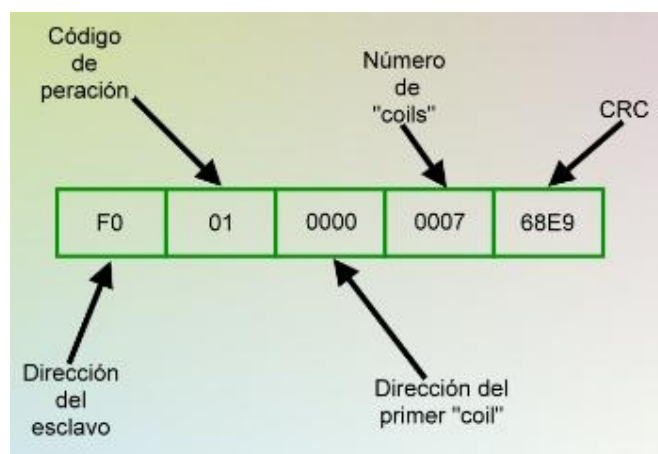 Código
de
peración
Número
de
"coils"
CRC
F0 01 0000 0007 68E9
Dirección
del
esclavo
Dirección del
primer "coil"